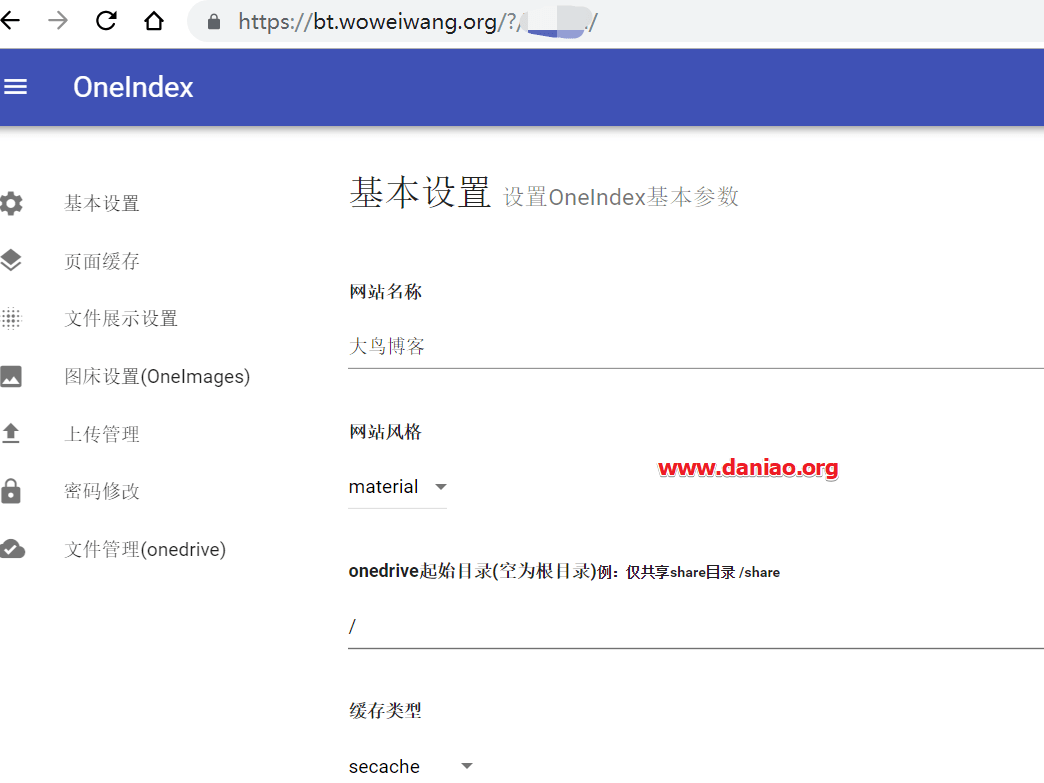 https://bt.woweiwang.org/?/ /
OneIndex
基本设置
页面缓存
文件展示设置
图床设置(OneImages)
上传管理
密码修改
文件管理(onedrive)
基本设置 设置OneIndex基本参数
网站名称
大鸟博客
网站风格
material
www.daniao.org
onedrive起始目录(空为根目录)例：仅共享share目录 /share
/
缓存类型
secache